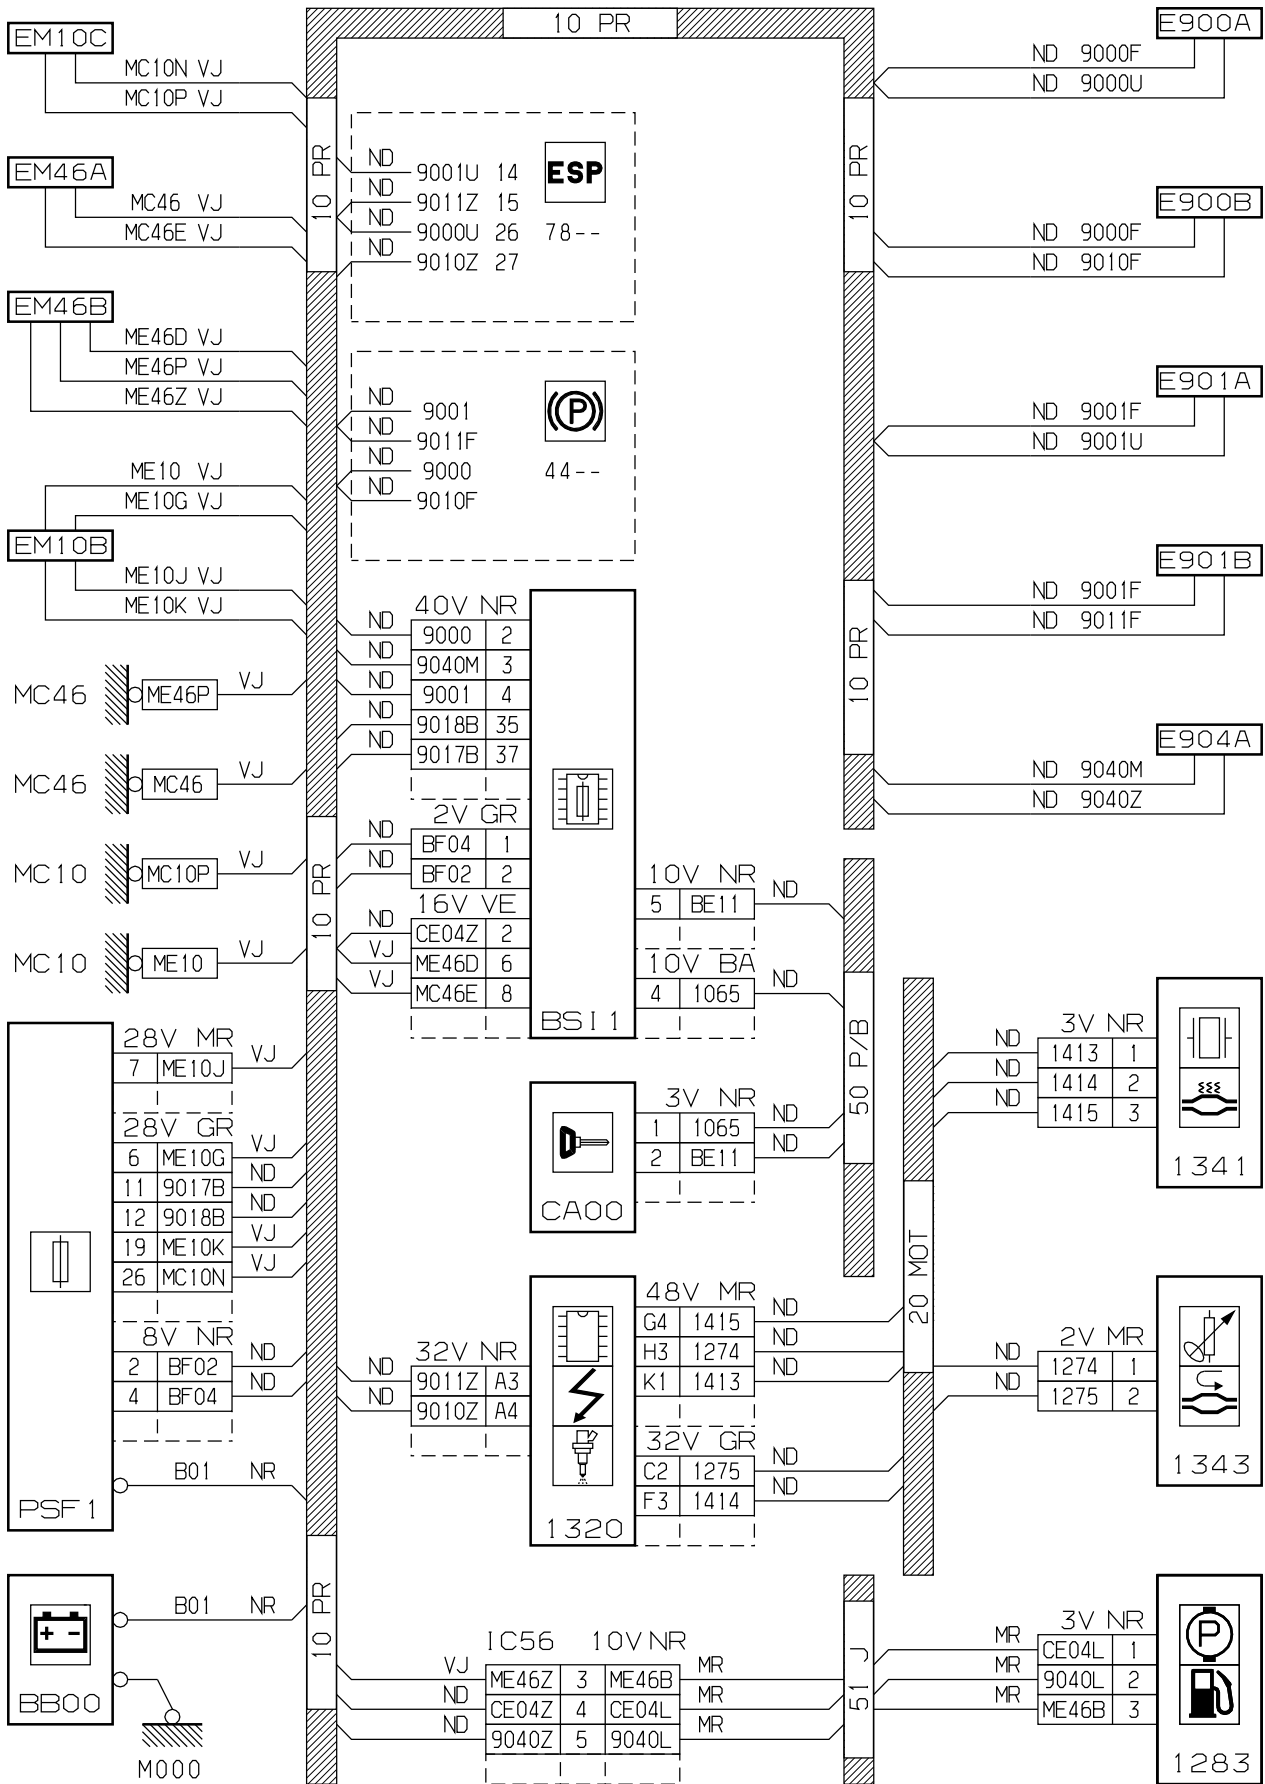 10 PR
EM10C
MC10N VJ
MC10P VJ
EM46A
MC46 VJ
MC46E VJ
EM46B
ME46D VJ
ME46P VJ
ME46Z VJ
ME10 VJ
ME10G VJ
EM10B
ME10J VJ
ME10K VJ
MC46 ME46P VJ
MC46 MC46 VJ
MC10 MC10P VJ
MC10 ME10 VJ
28V MR
7 ME10J VJ
28V GR
6 ME10G VJ
11 9017B ND
12 9018B ND
19 ME10K VJ
26 MC10N VJ
8V NR
2 BF02 ND
4 BF04 ND
B01 NR
PSF1
B01 NR
BB00
M000
10 PR
10 PR
10 PR
ND 9001U 14
ND 9011Z 15
ND 9000U 26
ND 9010Z 27
ESP
78--
ND 9001
ND 9011F
ND 9000
ND 9010F
(P)
44--
40V NR
ND 9000 2
ND 9040M 3
ND 9001 4
ND 9018B 35
ND 9017B 37
2V GR
ND BF04 1
ND BF02 2
16V VE
ND CE04Z 2
VJ ME46D 6
VJ MC46E 8
BSI1
10V NR
5 BE11 ND
10V BA
4 1065 ND
3V NR
1 1065 ND
2 BE11 ND
CA00
32V NR
ND 9011Z A3
ND 9010Z A4
48V MR
G4 1415 ND
H3 1274 ND
K1 1413 ND
32V GR
C2 1275 ND
F3 1414 ND
1320
IC56 10V NR
VJ ME46Z 3 ME46B MR
ND CE04Z 4 CE04L MR
ND 9040Z 5 9040L MR
10 PR
10 PR
50 P/B
20 MOT
51 J
E900A
ND 9000F
ND 9000U
E900B
ND 9000F
ND 9010F
E901A
ND 9001F
ND 9001U
E901B
ND 9001F
ND 9011F
E904A
ND 9040M
ND 9040Z
3V NR
ND 1413 1
ND 1414 2
ND 1415 3
1341
2V MR
ND 1274 1
ND 1275 2
1343
3V NR
MR CE04L 1
MR 9040L 2
MR ME46B 3
P
1283